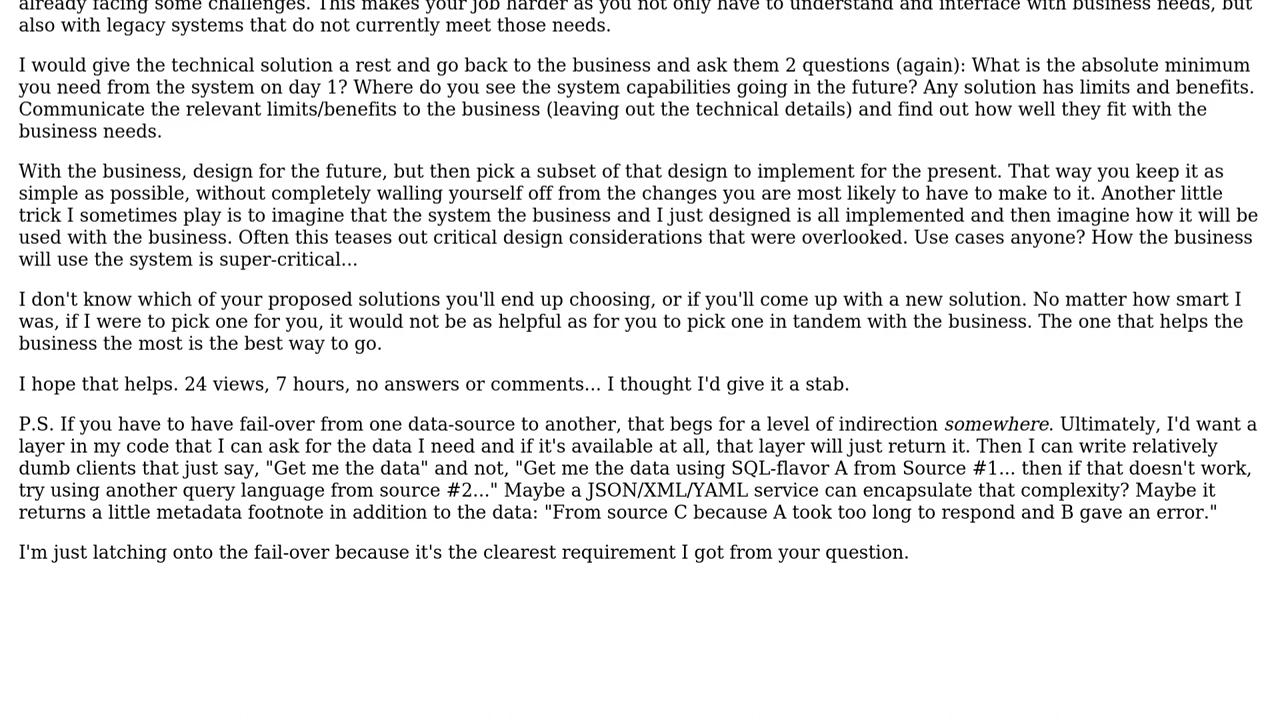 already facing some challenges. This makes your job harder as you not only have to understand and interface with business needs, but
also with legacy systems that do not currently meet those needs.
I would give the technical solution a rest and go back to the business and ask them 2 questions (again): What is the absolute minimum
you need from the system on day 1? Where do you see the system capabilities going in the future? Any solution has limits and benefits.
Communicate the relevant limits/benefits to the business (leaving out the technical details) and find out how well they fit with the
business needs.
With the business, design for the future, but then pick a subset of that design to implement for the present. That way you keep it as
simple as possible, without completely walling yourself off from the changes you are most likely to have to make to it. Another little
trick I sometimes play is to imagine that the system the business and I just designed is all implemented and then imagine how it will be
used with the business. Often this teases out critical design considerations that were overlooked. Use cases anyone? How the business
will use the system is super-critical...
I don't know which of your proposed solutions you'll end up choosing, or if you'll come up with a new solution. No matter how smart I
was, if I were to pick one for you, it would not be as helpful as for you to pick one in tandem with the business. The one that helps the
business the most is the best way to go.
I hope that helps. 24 views, 7 hours, no answers or comments... I thought I'd give it a stab.
P.S. If you have to have fail-over from one data-source to another, that begs for a level of indirection somewhere. Ultimately, I'd want a
layer in my code that I can ask for the data I need and if it's available at all, that layer will just return it. Then I can write relatively
dumb clients that just say, "Get me the data" and not, "Get me the data using SQL-flavor A from Source #1... then if that doesn't work,
try using another query language from source #2..." Maybe a JSON/XML/YAML service can encapsulate that complexity? Maybe it
returns a little metadata footnote in addition to the data: "From source C because A took too long to respond and B gave an error."
I'm just latching onto the fail-over because it's the clearest requirement I got from your question.